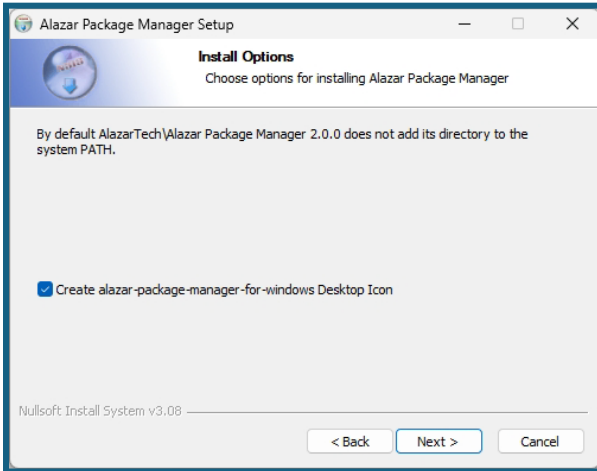 Alazar Package Manager Setup
Install Options
Choose options for installing Alazar Package Manager
By default AlazarTech\Alazar Package Manager 2.0.0 does not add its directory to the
system PATH.
Create alazar-package-manager-for-windows Desktop Icon
Nullsoft Install System v3.08
< Back
Next >
Cancel